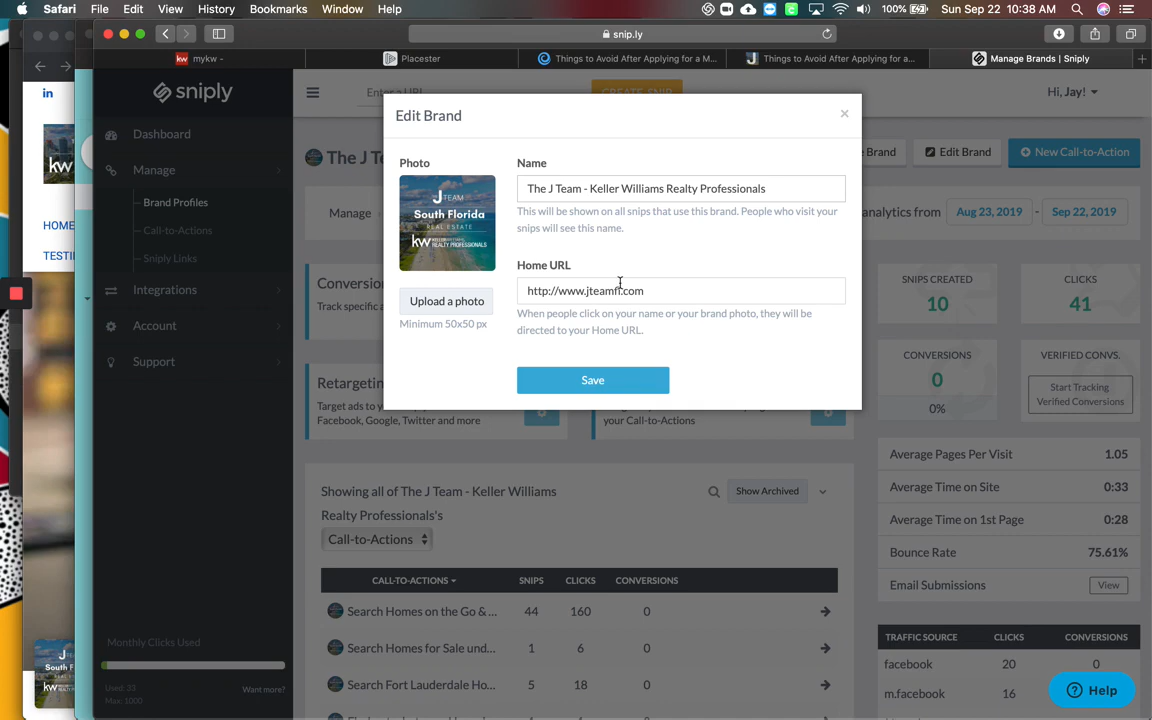 Safari File Edit View History Bookmarks Window Help 100% Sun Sep 22 10:38 AM
snip.ly
kw mykw - Placester Things to Avoid After Applying for a M... Things to Avoid After Applying for a... Manage Brands | Sniply
sniply Enter a URL CREATE SNIP Hi, Jay!
in
Edit Brand ×
Dashboard
The J Te Brand Edit Brand New Call-to-Action
Photo Name
Manage
The J Team - Keller Williams Realty Professionals
This will be shown on all snips that use this brand. People who visit your
snips will see this name.
Brand Profiles
Manage analytics from Aug 23, 2019 - Sep 22, 2019
Call-to-Actions
Sniply Links
J TEAM
South Florida
REAL ESTATE
kw KELLER WILLIAMS
REALTY PROFESSIONALS
kw
HOME
TESTI
Home URL
http://www.jteamfl.com
When people click on your name or your brand photo, they will be
directed to your Home URL.
Upload a photo
Minimum 50x50 px
Save
Integrations
Account
Support
Conversio
Track specific a
SNIPS CREATED CLICKS
10 41
CONVERSIONS VERIFIED CONVS.
0
0%
Start Tracking
Verified Conversions
Retargetin
Target ads to y
Facebook, Google, Twitter and more your Call-to-Actions
Average Pages Per Visit 1.05
Average Time on Site 0:33
Average Time on 1st Page 0:28
Bounce Rate 75.61%
Email Submissions View
Showing all of The J Team - Keller Williams
Realty Professionals's
Call-to-Actions
Show Archived
CALL-TO-ACTIONS SNIPS CLICKS CONVERSIONS
Search Homes on the Go & ... 44 160 0
Search Homes for Sale und... 1 6 0
Search Fort Lauderdale Ho... 5 18 0
TRAFFIC SOURCE CLICKS CONVERSIONS
facebook 20 0
m.facebook 16
Help
Monthly Clicks Used
Used: 33
Max: 1000
Want more?
South F
kw